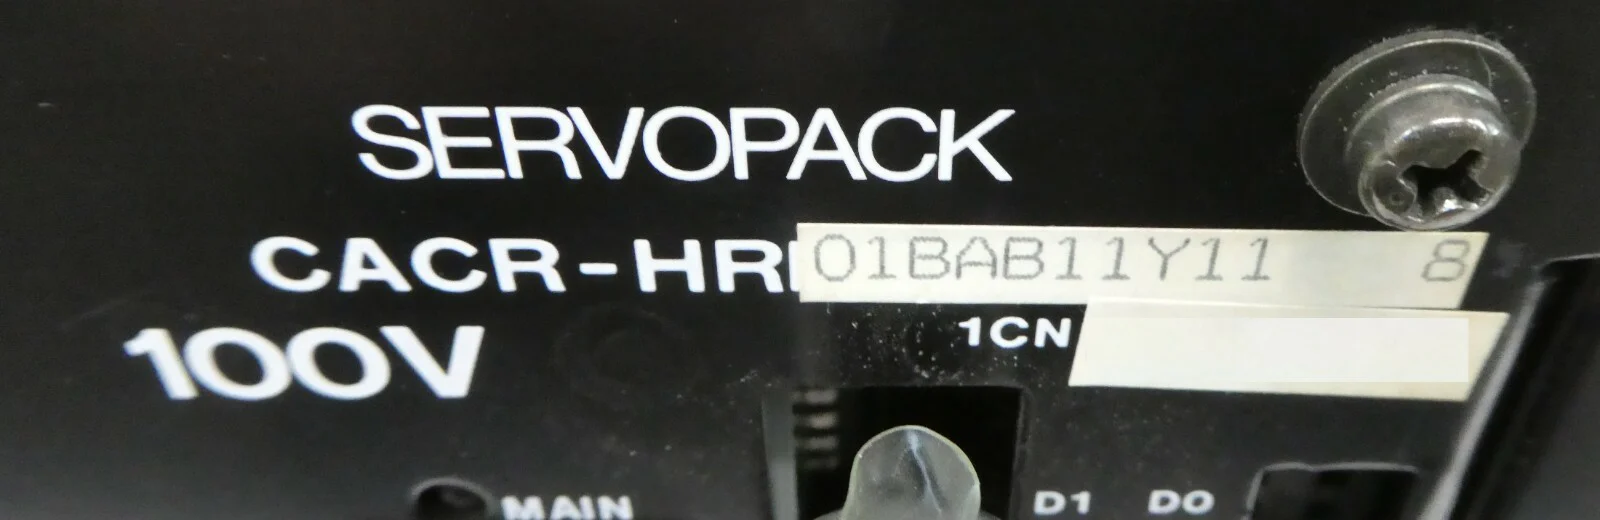 SERVOPACK
CACR-HR 01BAB11Y11 8
100V
1CN
MAIN D1 D0